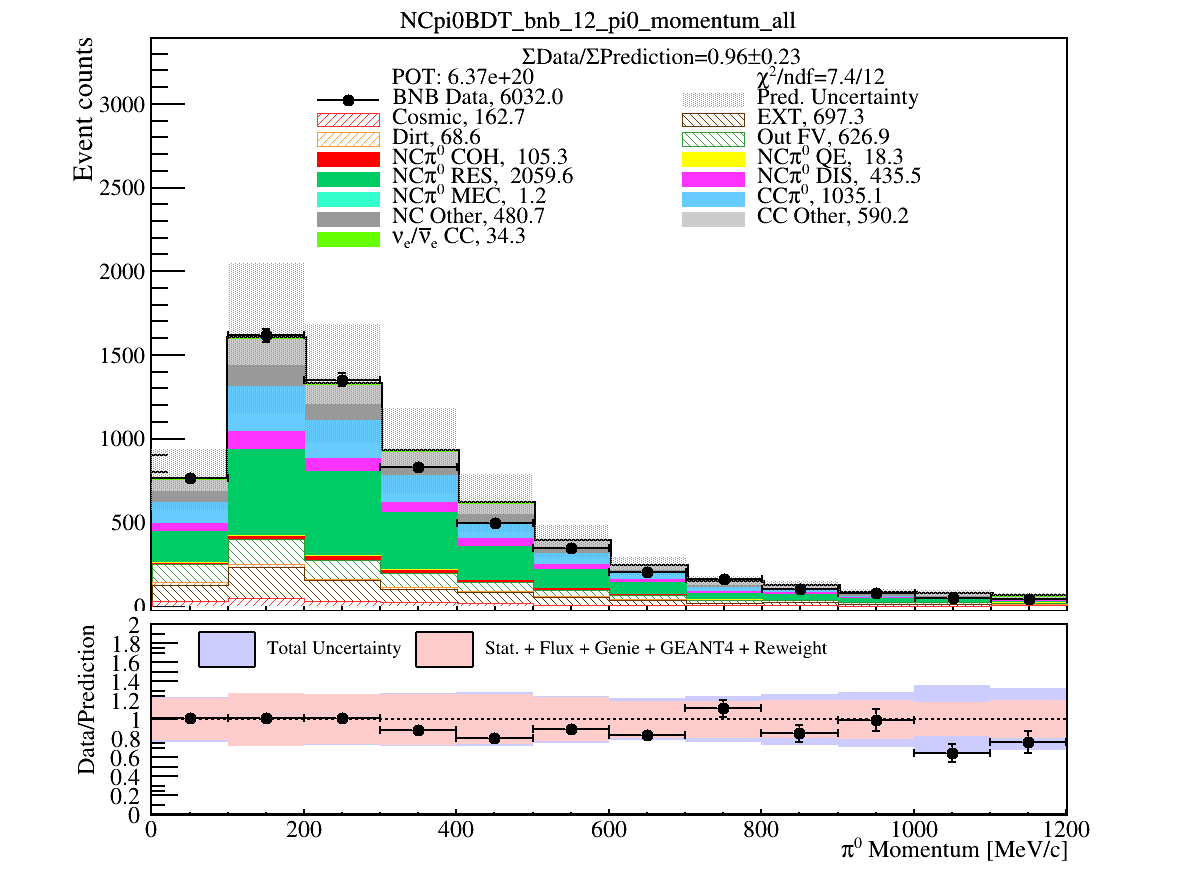 NCpi0BDT_bnb_12_pi0_momentum_all
ΣData/ΣPrediction=0.96±0.23
POT: 6.37e+20
χ²/ndf=7.4/12
BNB Data, 6032.0
Pred. Uncertainty
Cosmic, 162.7
EXT, 697.3
Dirt, 68.6
Out FV, 626.9
NCπ⁰ COH, 105.3
NCπ⁰ QE, 18.3
NCπ⁰ RES, 2059.6
NCπ⁰ DIS, 435.5
NCπ⁰ MEC, 1.2
CCπ⁰, 1035.1
NC Other, 480.7
CC Other, 590.2
νₑ/ν̅ₑ CC, 34.3
Event counts
3000
2500
2000
1500
1000
500
0
Total Uncertainty
Stat. + Flux + Genie + GEANT4 + Reweight
Data/Prediction
2
1.8
1.6
1.4
1.2
1
0.8
0.6
0.4
0.2
0
0 200 400 600 800 1000 1200
π⁰ Momentum [MeV/c]